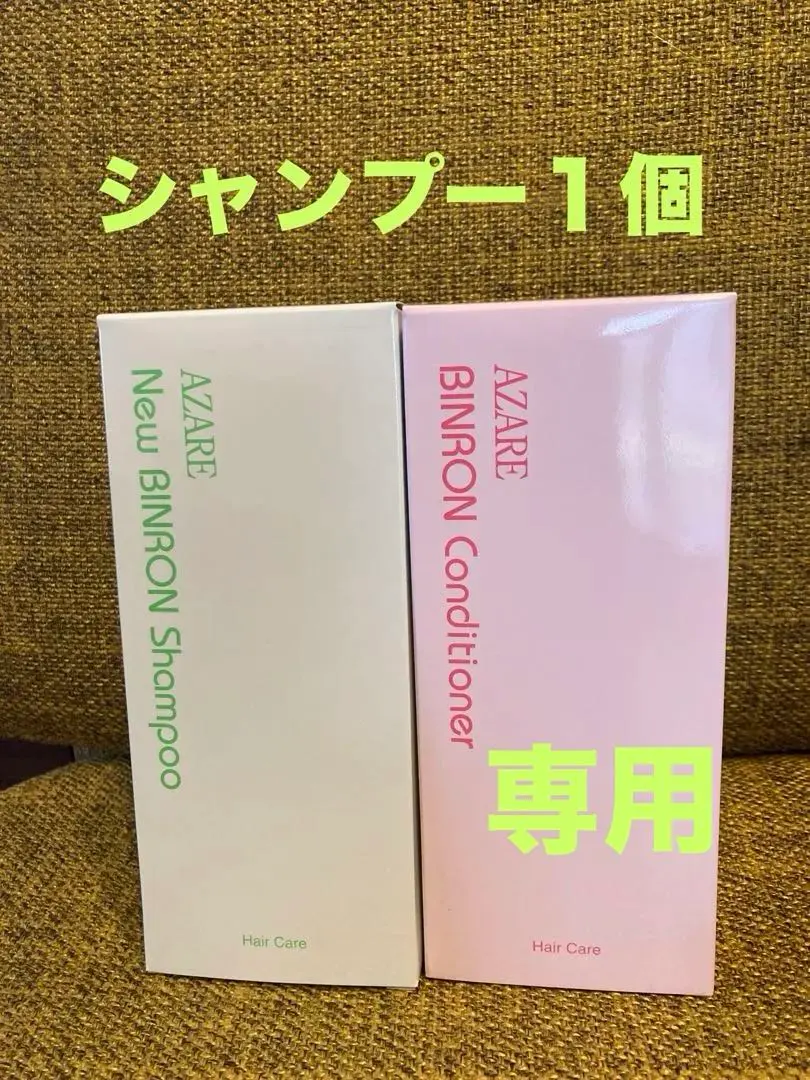 シャンプー1個
AZARE
New BINRON Shampoo
Hair Care
AZARE
BINRON Conditioner
専用
Hair Care